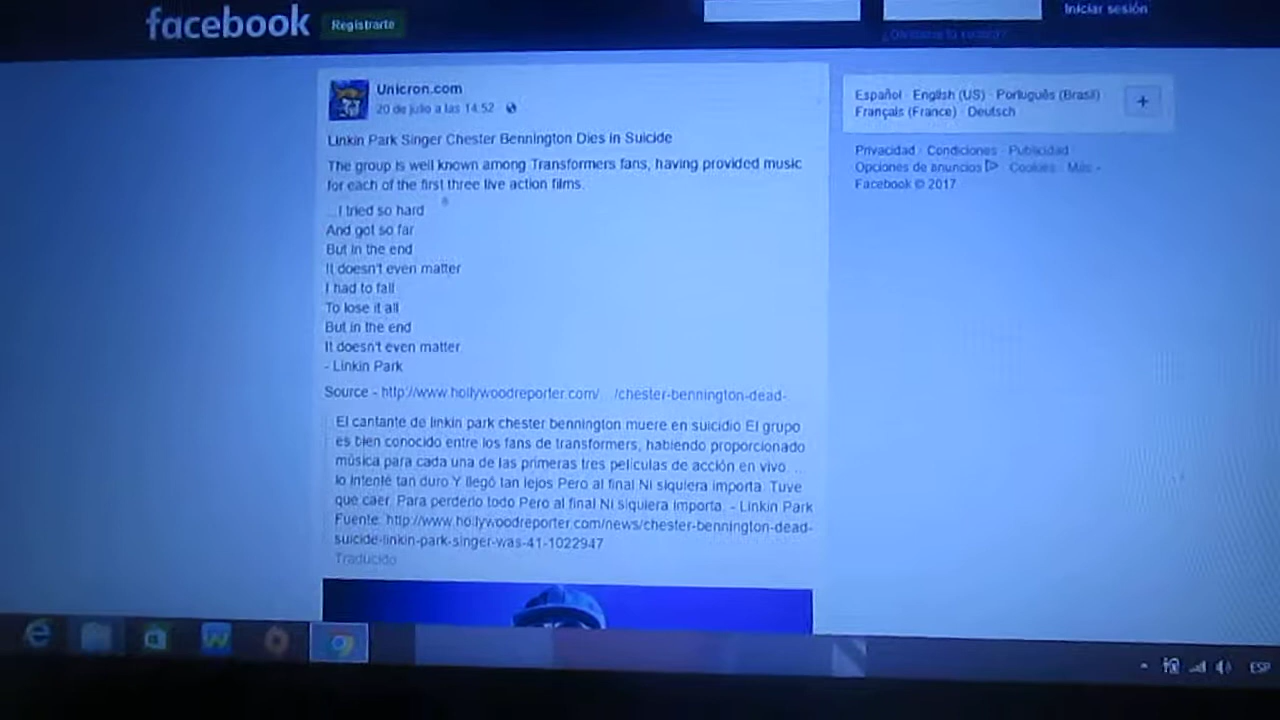 facebook
Registrarte
Iniciar sesión
Unicron.com
20 de julio a las 14:52
Linkin Park Singer Chester Bennington Dies in Suicide
The group is well known among Transformers fans, having provided music
for each of the first three live action films.
...I tried so hard
And got so far
But in the end
It doesn't even matter
I had to fall
To lose it all
But in the end
It doesn't even matter
- Linkin Park
Source - http://www.hollywoodreporter.com/... /chester-bennington-dead-
El cantante de linkin park chester bennington muere en suicidio El grupo
es bien conocido entre los fans de transformers, habiendo proporcionado
música para cada una de las primeras tres películas de acción en vivo. ...
lo intenté tan duro Y llegó tan lejos Pero al final Ni siquiera importa. Tuve
que caer. Para perderlo todo Pero al final Ni siquiera importa. - Linkin Park
Fuente: http://www.hollywoodreporter.com/news/chester-bennington-dead-
suicide-linkin-park-singer-was-41-1022947
Traducido
Español · English (US) · Português (Brasil)
Français (France) · Deutsch
+
Privacidad · Condiciones · Publicidad
Opciones de anuncios · Cookies · Más
Facebook © 2017
ESP